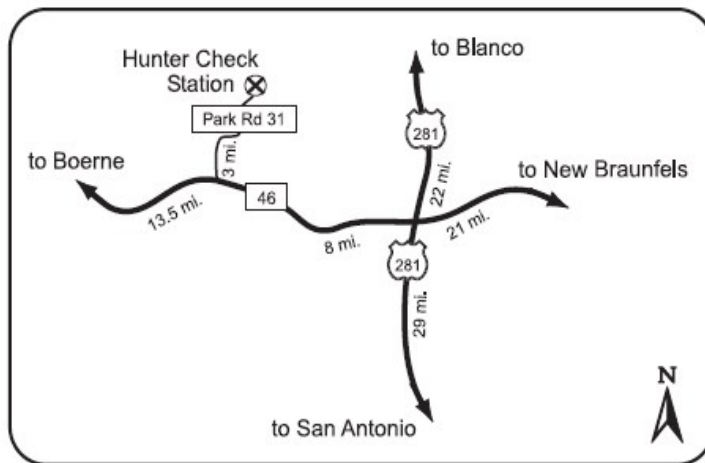 to Blanco
Hunter Check
Station
Park Rd 31
281
to Boerne
3 mi.
to New Braunfels
22 mi.
46
13.5 mi.
21 mi.
8 mi.
281
29 mi.
N
to San Antonio